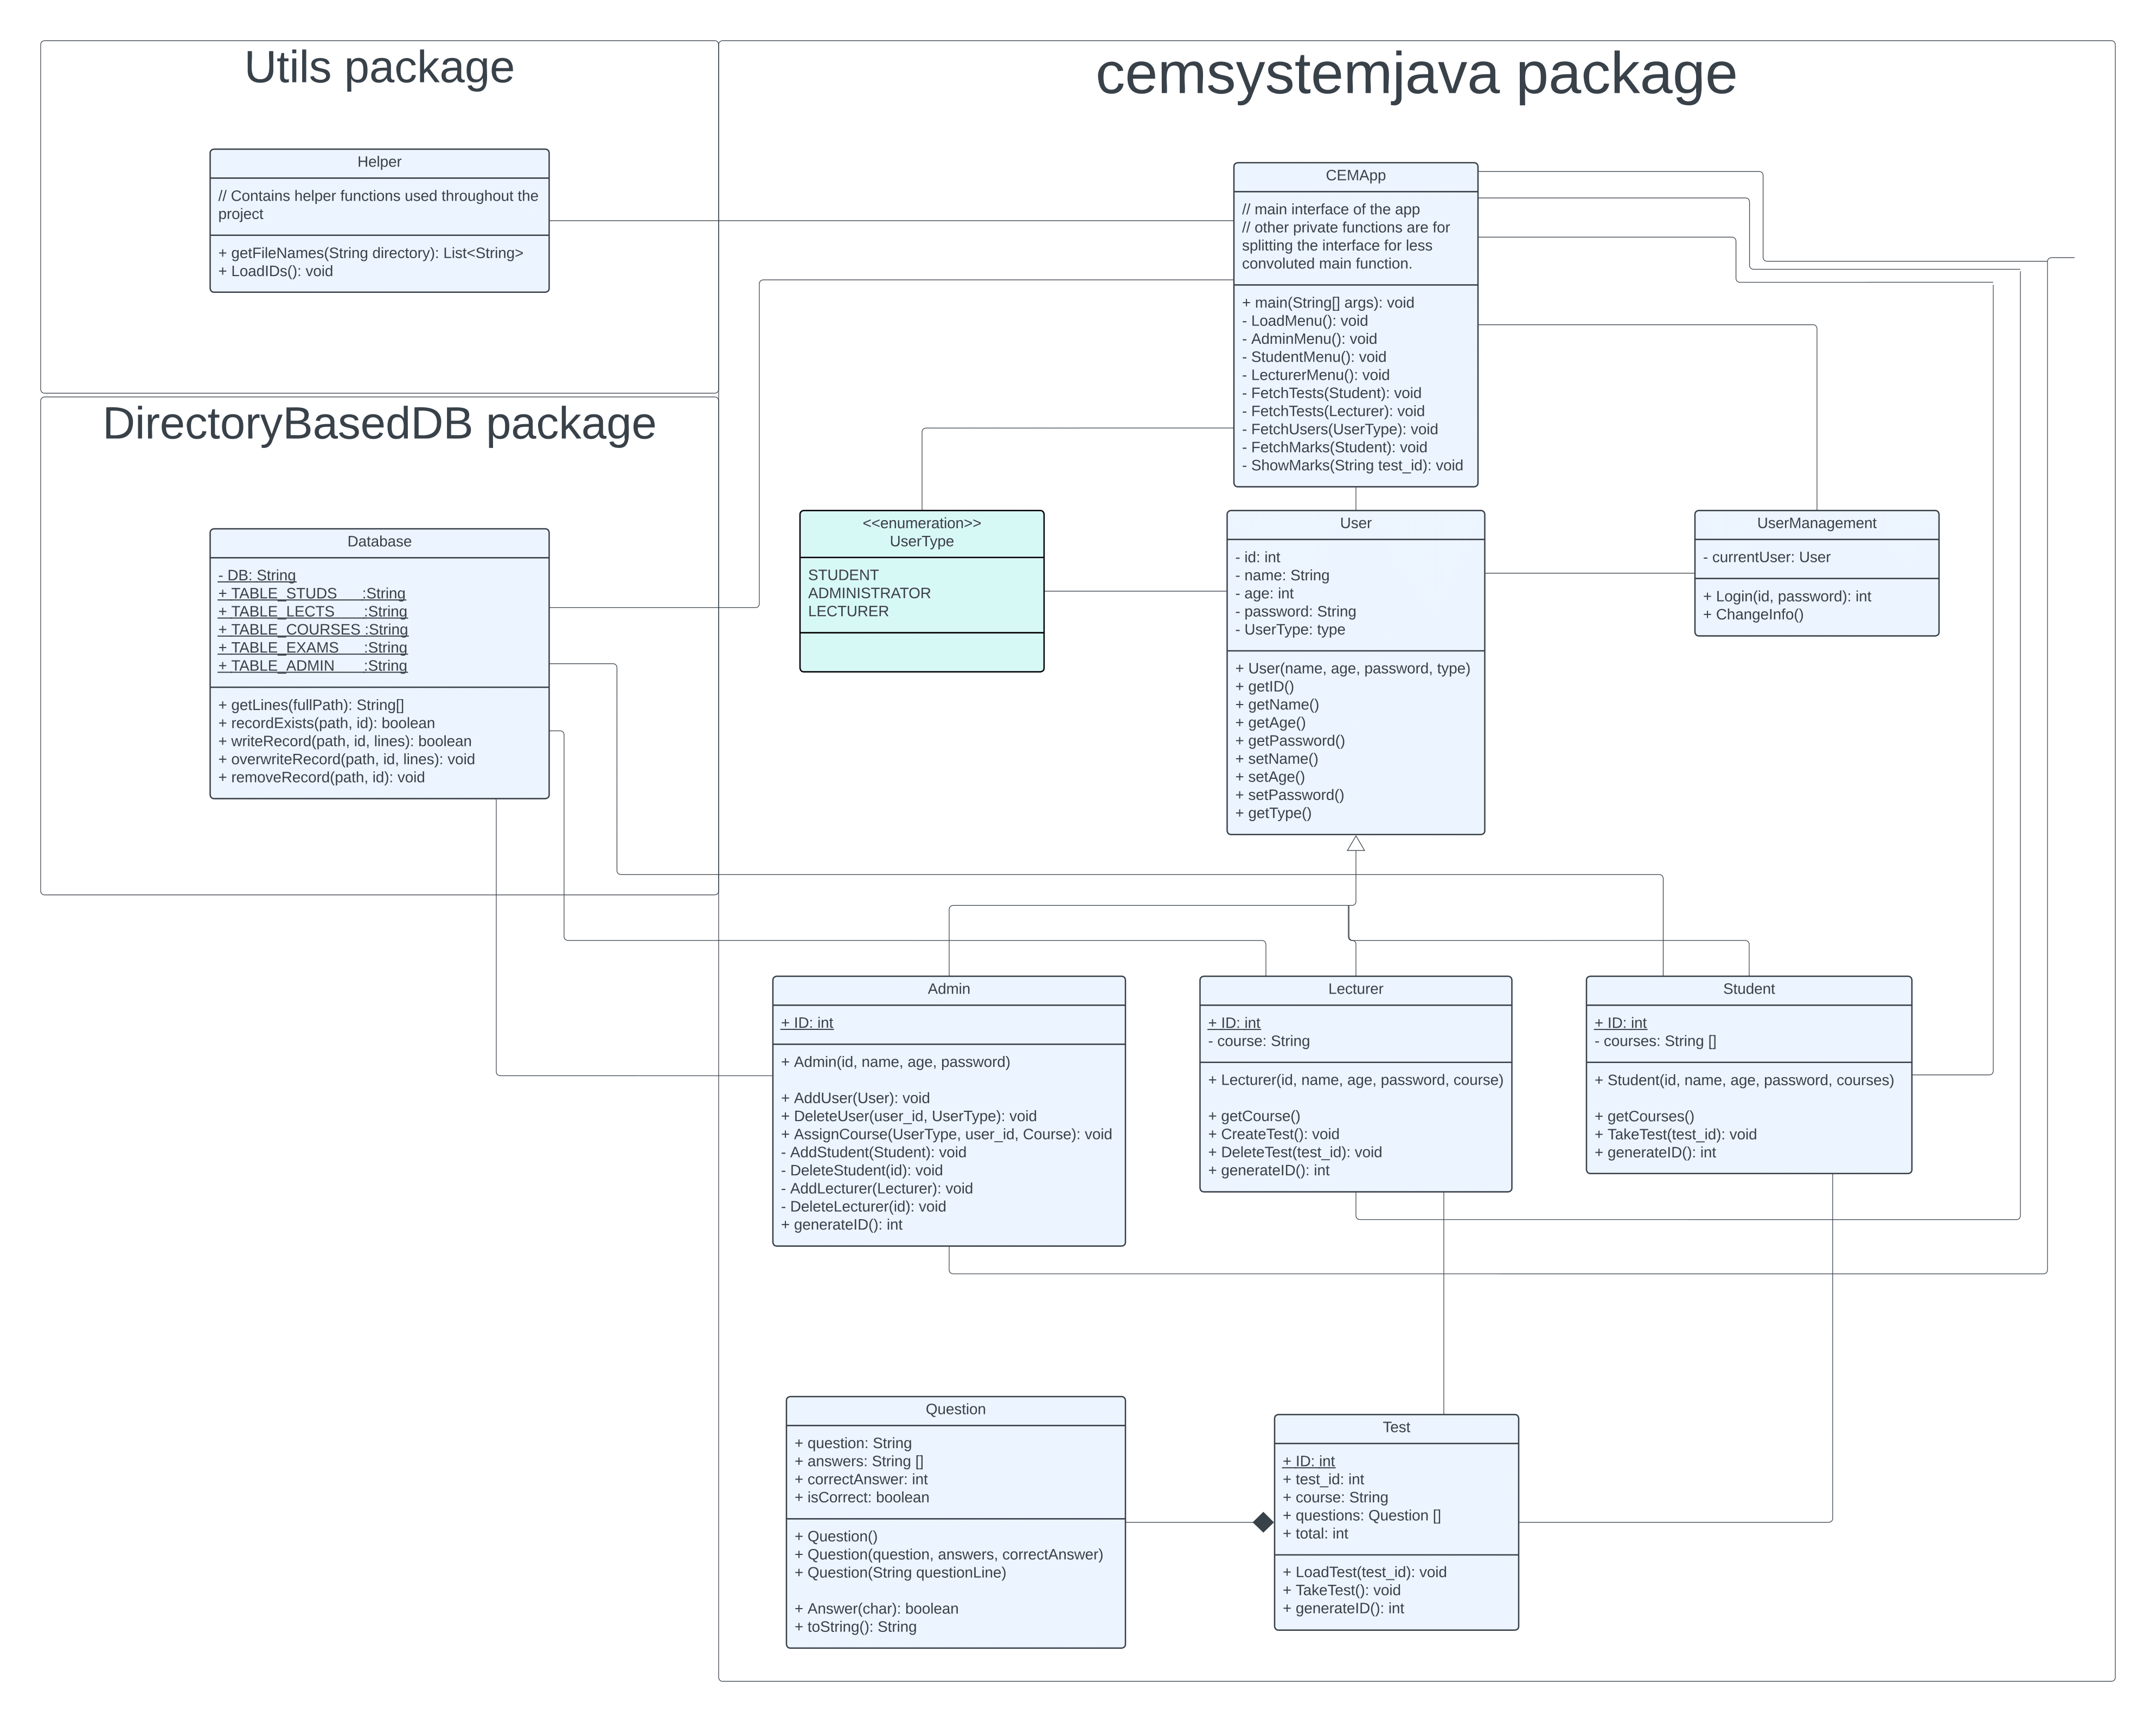 Utils package
Helper
// Contains helper functions used throughout the
project
+ getFileNames(String directory): List<String>
+ LoadIDs(): void
DirectoryBasedDB package
Database
- DB: String
+ TABLE_STUDS :String
+ TABLE_LECTS :String
+ TABLE_COURSES :String
+ TABLE_EXAMS :String
+ TABLE_ADMIN :String
+ getLines(fullPath): String[]
+ recordExists(path, id): boolean
+ writeRecord(path, id, lines): boolean
+ overwriteRecord(path, id, lines): void
+ removeRecord(path, id): void
cemsystemjava package
CEMApp
// main interface of the app
// other private functions are for
splitting the interface for less
convoluted main function.
+ main(String[] args): void
- LoadMenu(): void
- AdminMenu(): void
- StudentMenu(): void
- LecturerMenu(): void
- FetchTests(Student): void
- FetchTests(Lecturer): void
- FetchUsers(UserType): void
- FetchMarks(Student): void
- ShowMarks(String test_id): void
<<enumeration>>
UserType
STUDENT
ADMINISTRATOR
LECTURER
User
- id: int
- name: String
- age: int
- password: String
- UserType: type
+ User(name, age, password, type)
+ getID()
+ getName()
+ getAge()
+ getPassword()
+ setName()
+ setAge()
+ setPassword()
+ getType()
UserManagement
- currentUser: User
+ Login(id, password): int
+ ChangeInfo()
Admin
+ ID: int
+ Admin(id, name, age, password)
+ AddUser(User): void
+ DeleteUser(user_id, UserType): void
+ AssignCourse(UserType, user_id, Course): void
- AddStudent(Student): void
- DeleteStudent(id): void
- AddLecturer(Lecturer): void
- DeleteLecturer(id): void
+ generateID(): int
Lecturer
+ ID: int
- course: String
+ Lecturer(id, name, age, password, course)
+ getCourse()
+ CreateTest(): void
+ DeleteTest(test_id): void
+ generateID(): int
Student
+ ID: int
- courses: String []
+ Student(id, name, age, password, courses)
+ getCourses()
+ TakeTest(test_id): void
+ generateID(): int
Question
+ question: String
+ answers: String []
+ correctAnswer: int
+ isCorrect: boolean
+ Question()
+ Question(question, answers, correctAnswer)
+ Question(String questionLine)
+ Answer(char): boolean
+ toString(): String
Test
+ ID: int
+ test_id: int
+ course: String
+ questions: Question []
+ total: int
+ LoadTest(test_id): void
+ TakeTest(): void
+ generateID(): int